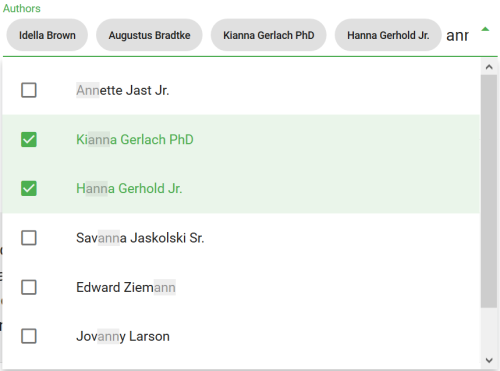 Authors
Idella Brown Augustus Bradtke Kianna Gerlach PhD Hanna Gerhold Jr. ann
Annette Jast Jr.
Kianna Gerlach PhD
Hanna Gerhold Jr.
Savanna Jaskolski Sr.
Edward Ziemann
Jovanny Larson